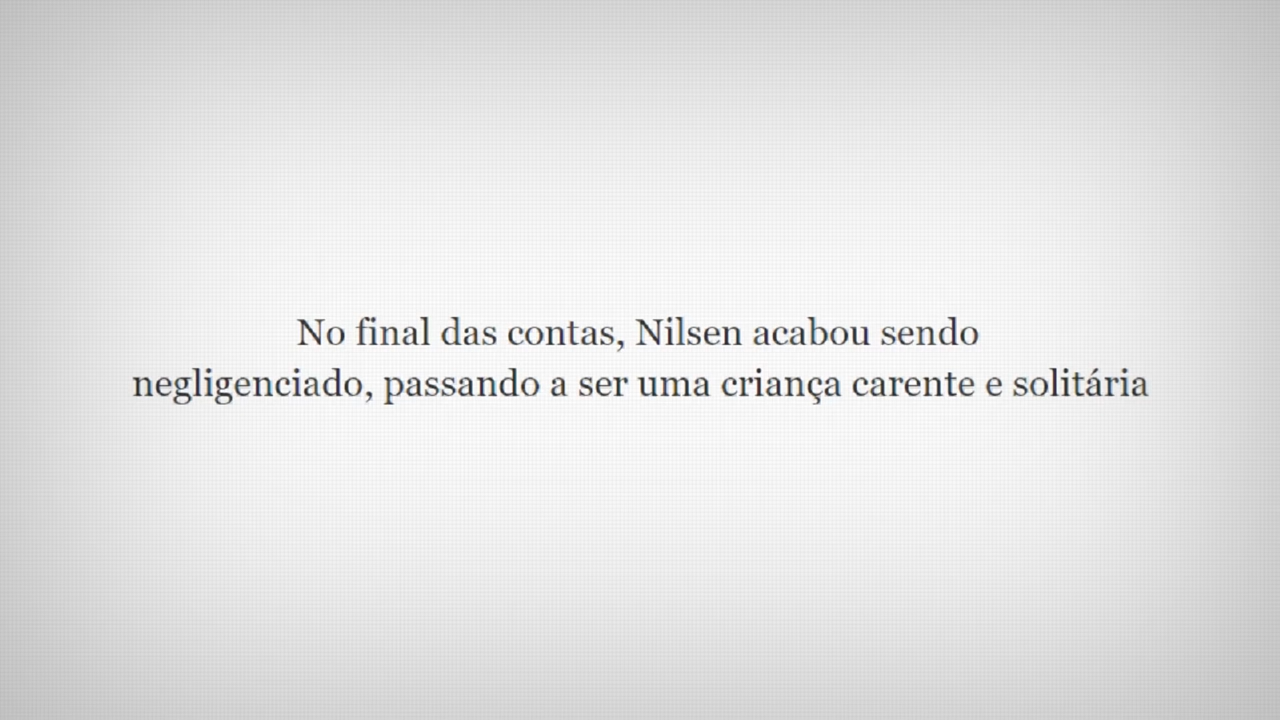 No final das contas, Nilsen acabou sendo
negligenciado, passando a ser uma criança carente e solitária